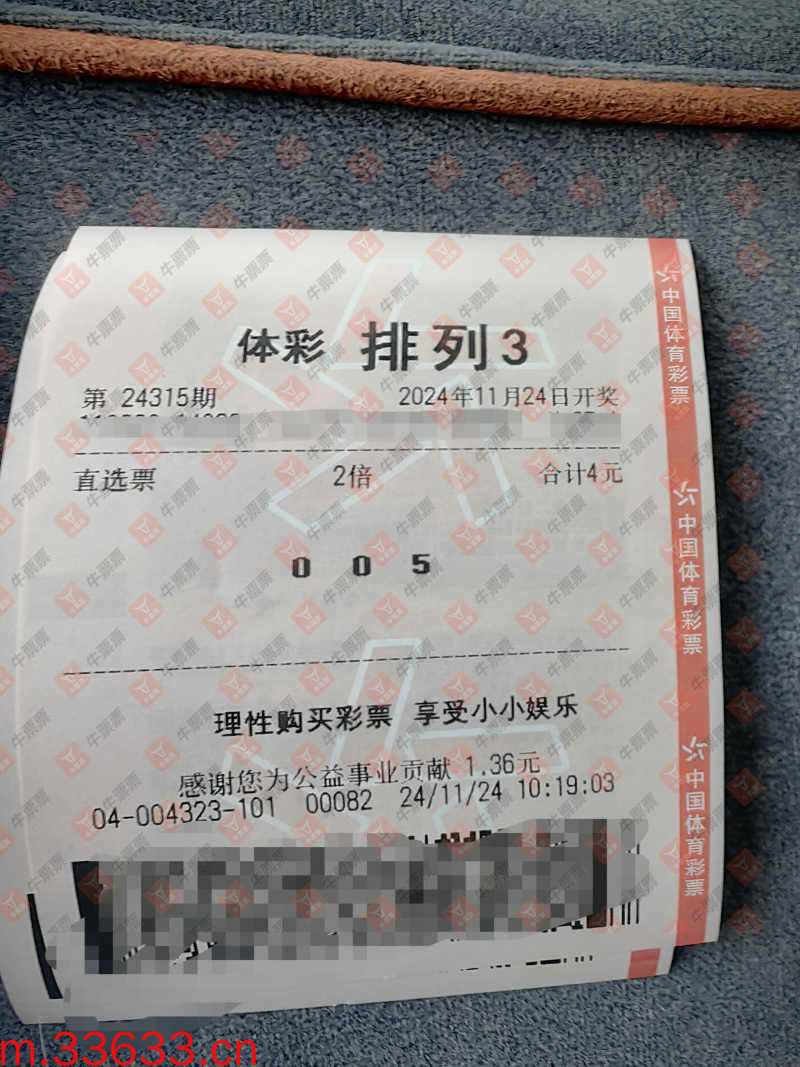 体彩 排列3
第 24315期 2024年11月24日开奖
直选票 2倍 合计4元
0 0 5
理性购买彩票 享受小小娱乐
感谢您为公益事业贡献 1.36元
04-004323-101 00082 24/11/24 10:19:03
中国体育彩票
中国体育彩票
中国体育彩票
牛票票
m.33633.cn